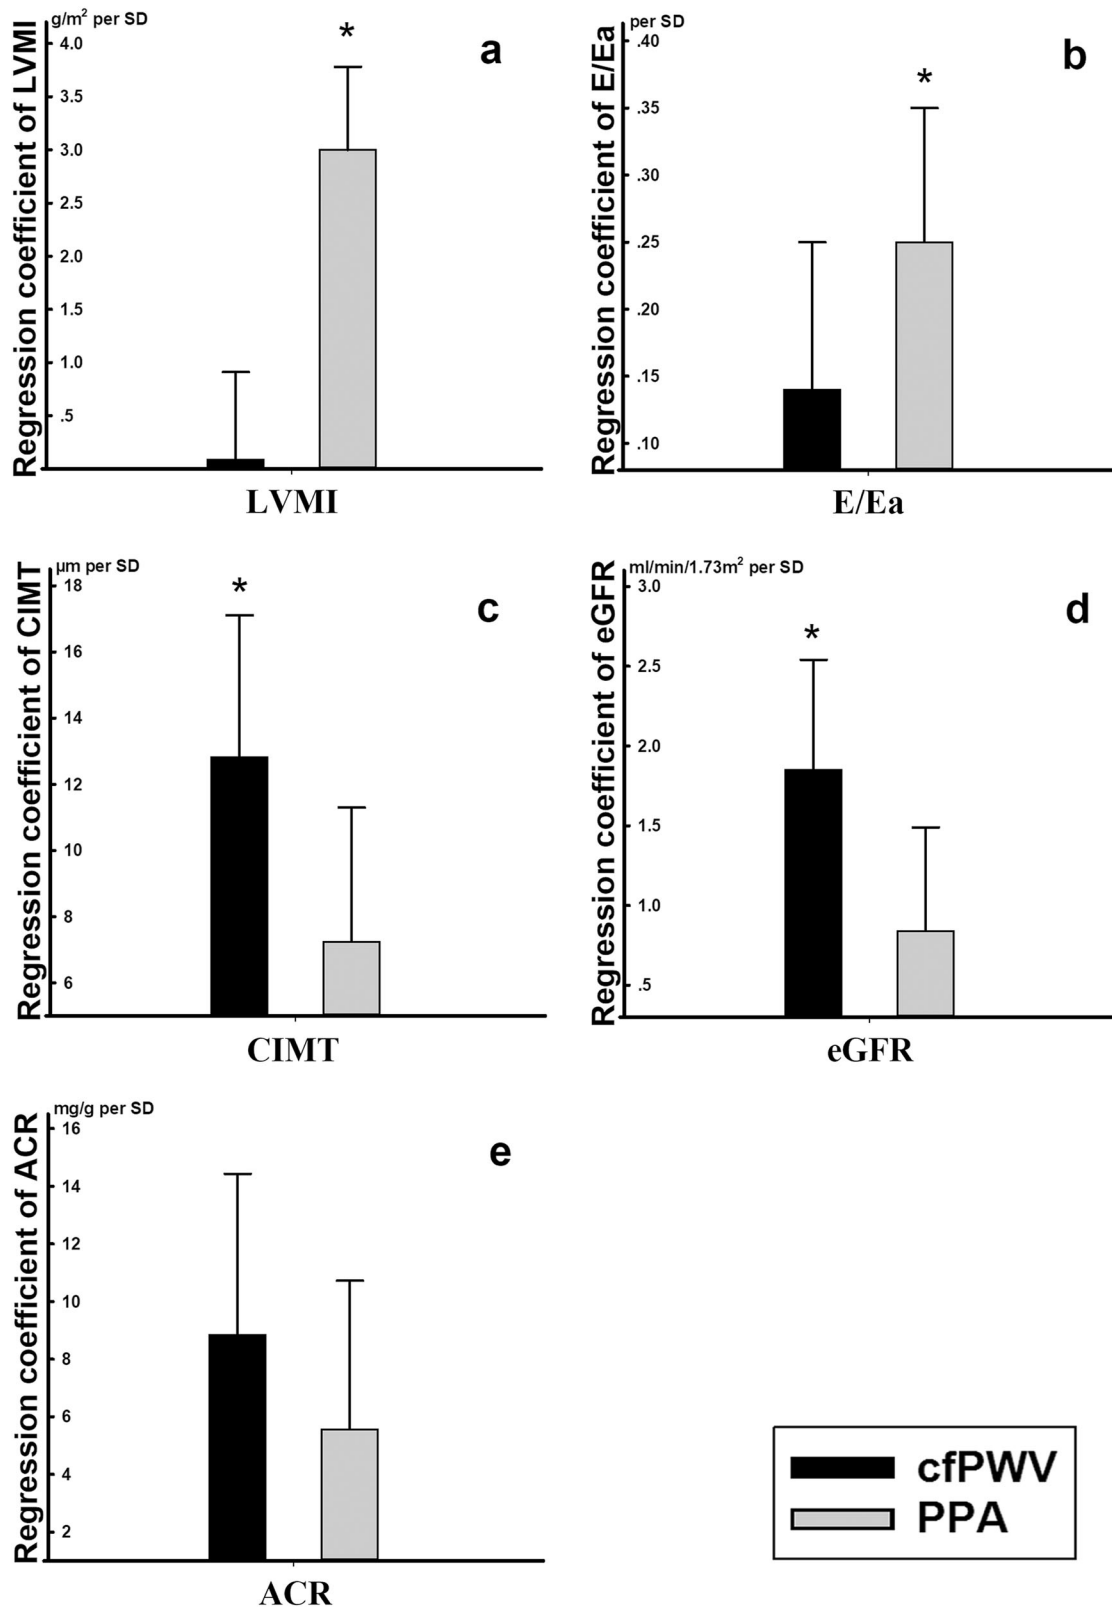 g/m² per SD
*
a
4.0
3.5
3.0
2.5
2.0
1.5
1.0
.5
Regression coefficient of LVMI
LVMI
per SD
*
b
.40
.35
.30
.25
.20
.15
.10
Regression coefficient of E/Ea
E/Ea
µm per SD
*
c
18
16
14
12
10
8
6
Regression coefficient of CIMT
CIMT
ml/min/1.73m² per SD
*
d
3.0
2.5
2.0
1.5
1.0
.5
Regression coefficient of eGFR
eGFR
mg/g per SD
e
16
14
12
10
8
6
4
2
Regression coefficient of ACR
ACR
cfPWV
PPA